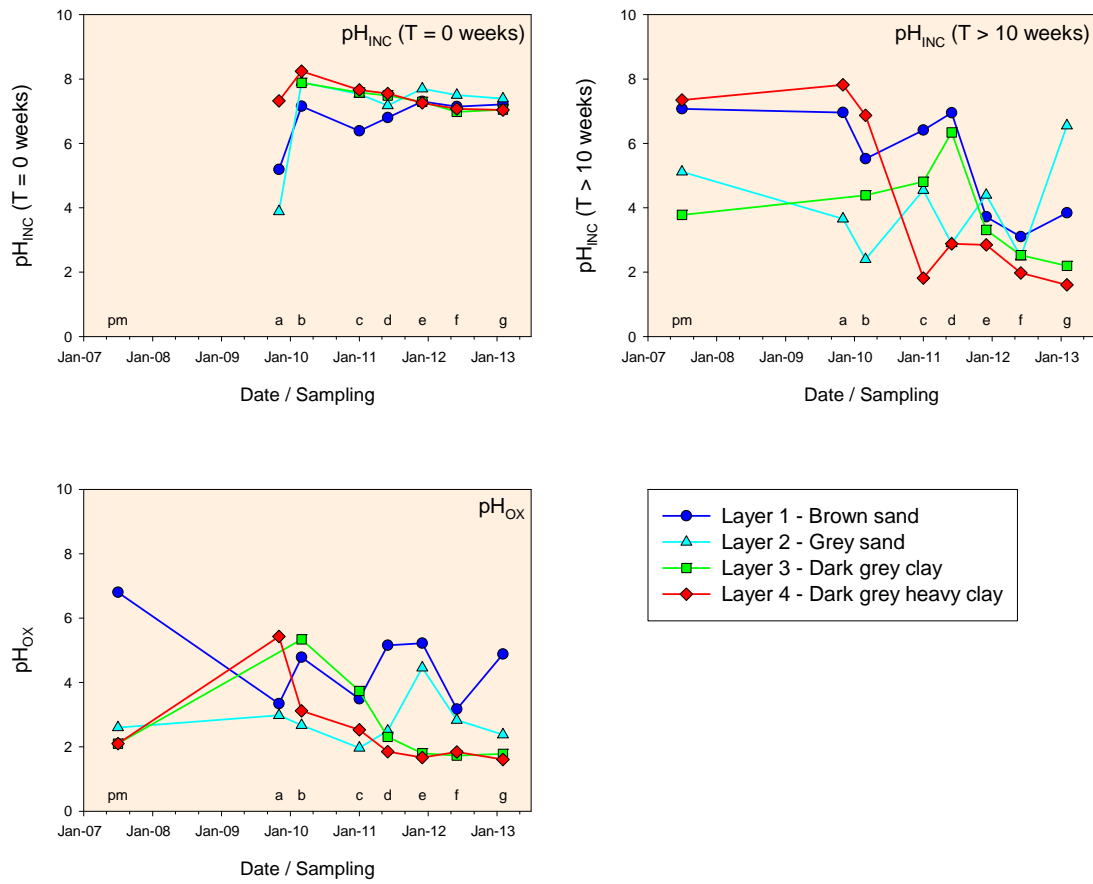 pH_INC (T = 0 weeks)
pH_INC (T = 0 weeks)
10
8
6
4
2
0
pm a b c d e f g
Jan-07 Jan-08 Jan-09 Jan-10 Jan-11 Jan-12 Jan-13
Date / Sampling
pH_INC (T > 10 weeks)
pH_INC (T > 10 weeks)
10
8
6
4
2
0
pm a b c d e f g
Jan-07 Jan-08 Jan-09 Jan-10 Jan-11 Jan-12 Jan-13
Date / Sampling
pH_OX
pH_OX
10
8
6
4
2
0
pm a b c d e f g
Jan-07 Jan-08 Jan-09 Jan-10 Jan-11 Jan-12 Jan-13
Date / Sampling
Layer 1 - Brown sand
Layer 2 - Grey sand
Layer 3 - Dark grey clay
Layer 4 - Dark grey heavy clay